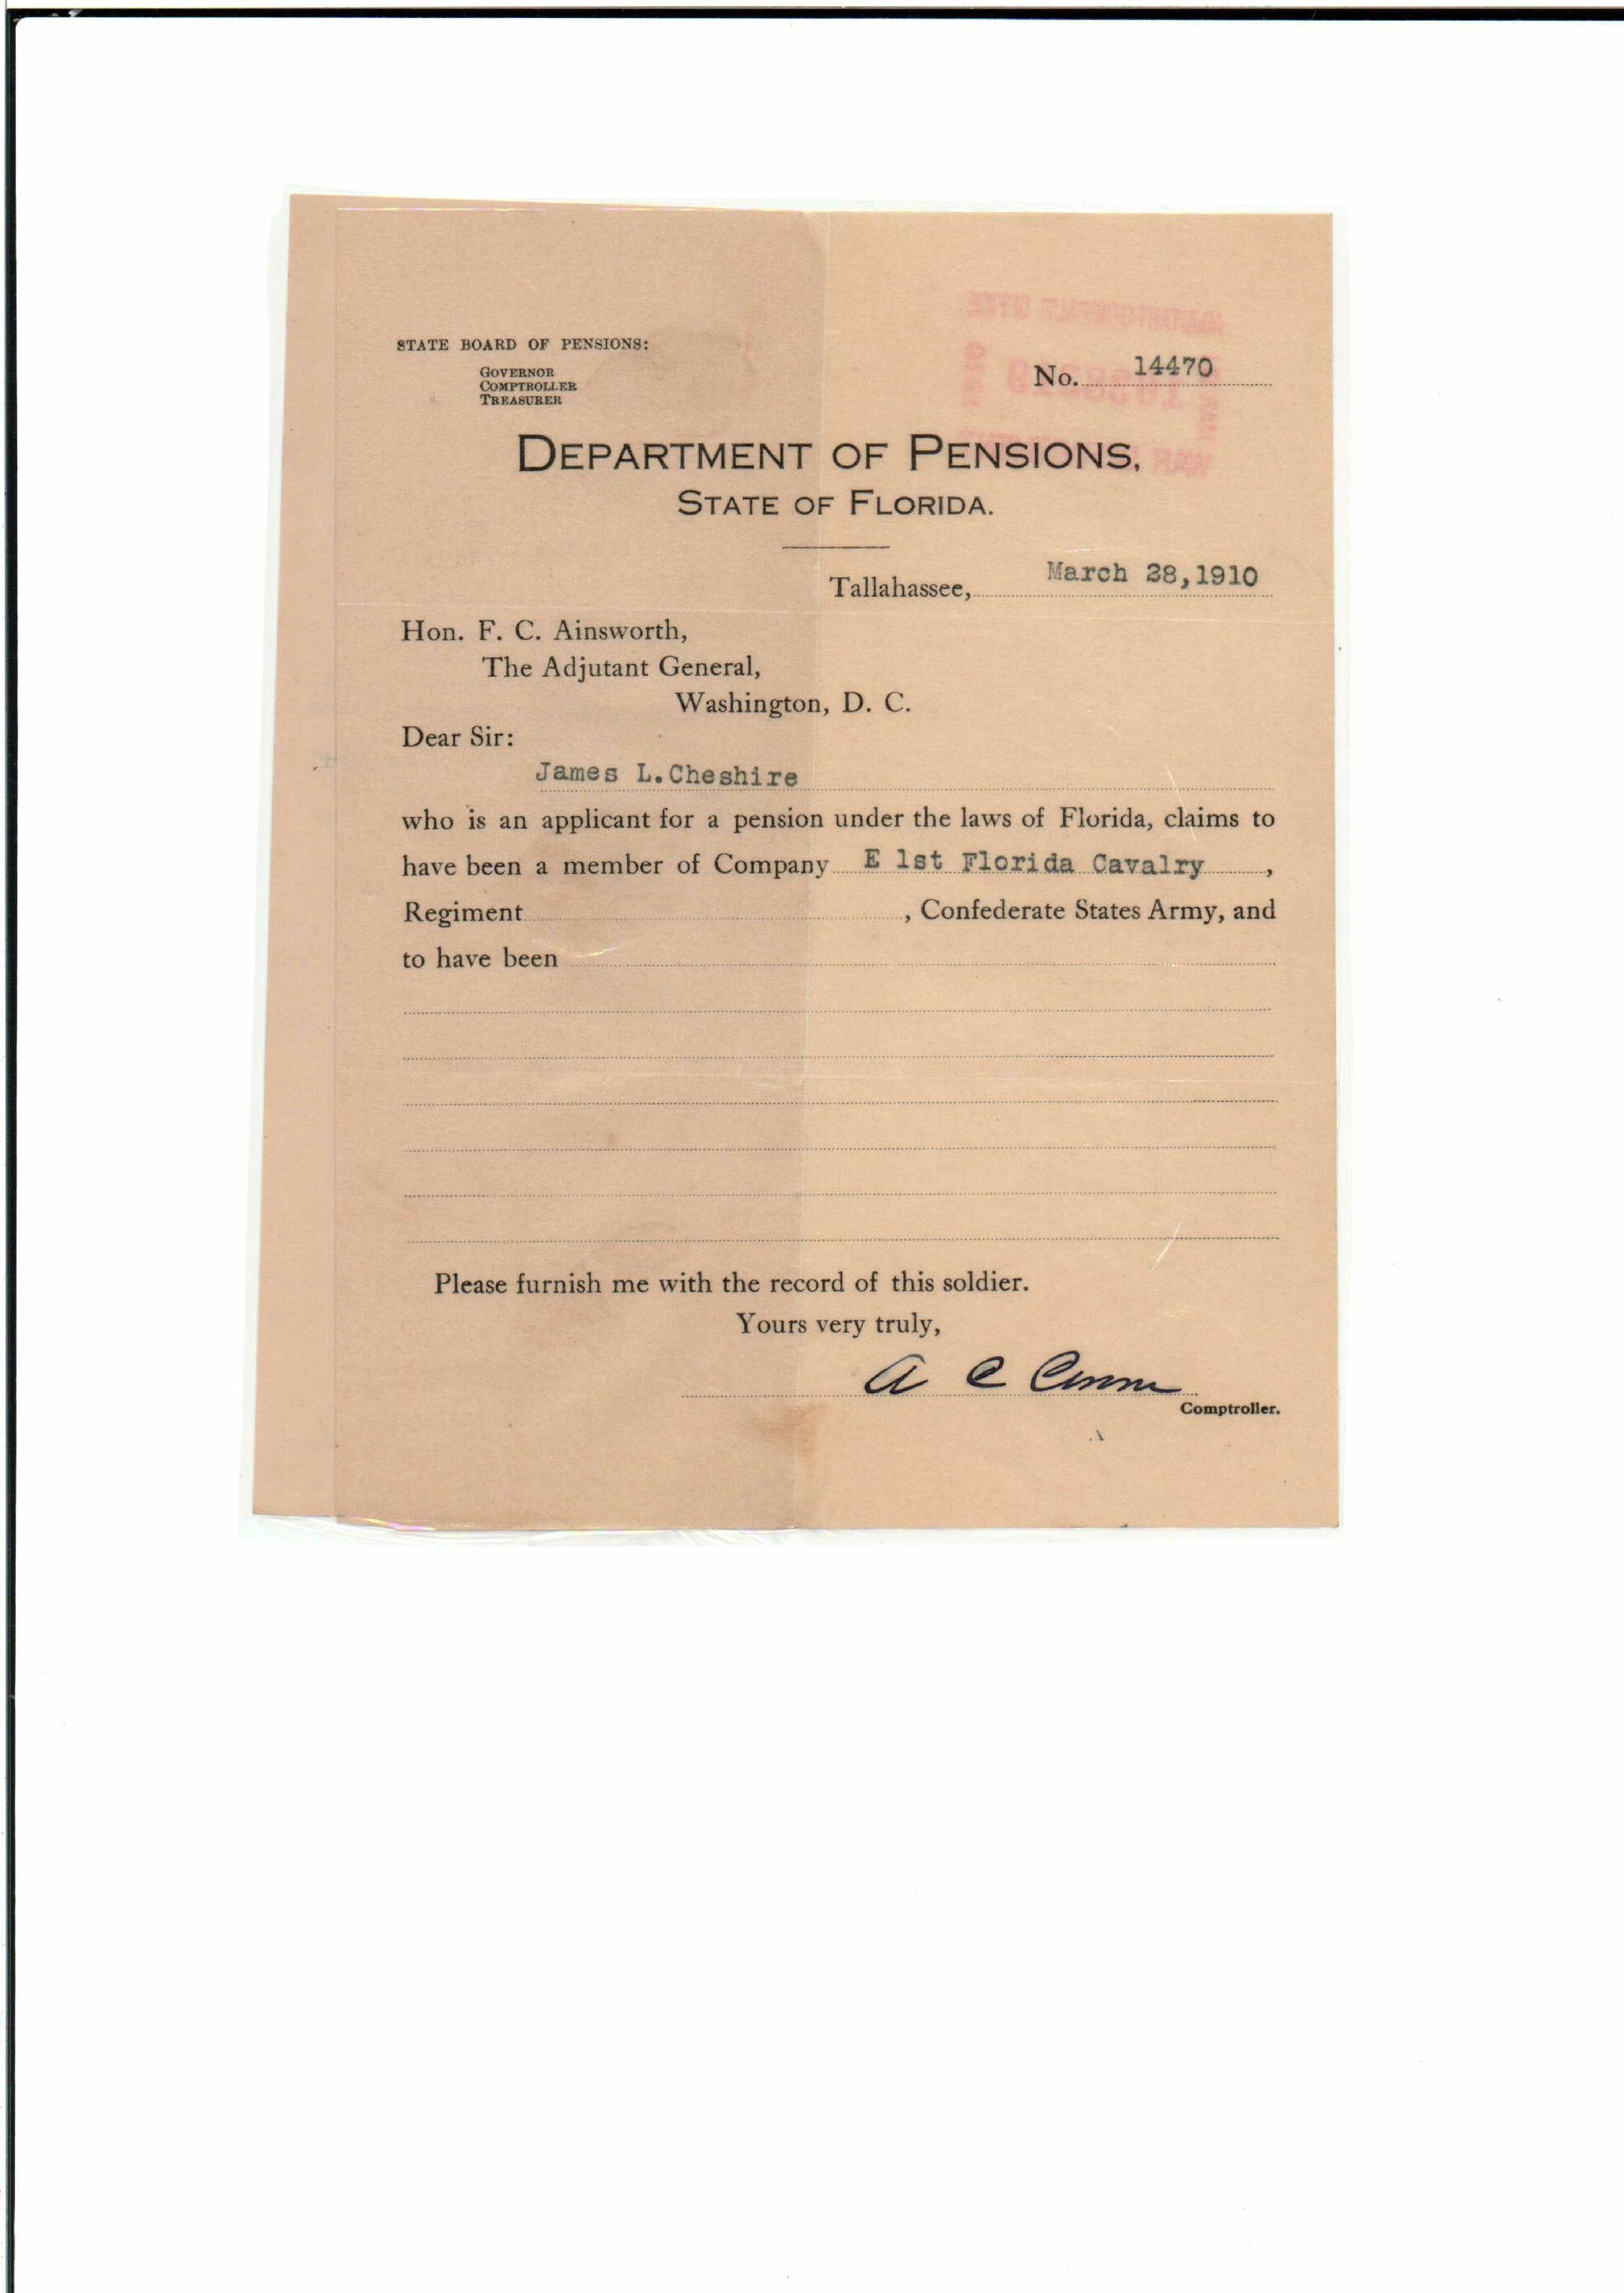 STATE BOARD OF PENSIONS:
GOVERNOR
COMPTROLLER
TREASURER
No. 14470
DEPARTMENT OF PENSIONS,
STATE OF FLORIDA.
Tallahassee, March 28,1910
Hon. F. C. Ainsworth,
The Adjutant General,
Washington, D. C.
Dear Sir:
James L.Cheshire
who is an applicant for a pension under the laws of Florida, claims to
have been a member of Company E 1st Florida Cavalry ,
Regiment , Confederate States Army, and
to have been
Please furnish me with the record of this soldier.
Yours very truly,
A C
Comptroller.